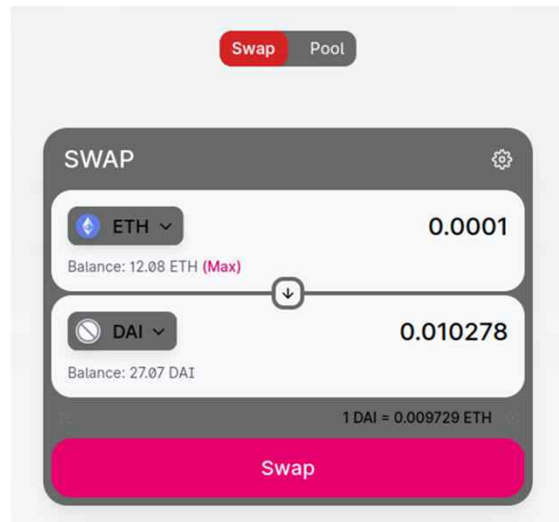 Swap Pool
SWAP
ETH 0.0001
Balance: 12.08 ETH (Max)
DAI 0.010278
Balance: 27.07 DAI
1 DAI = 0.009729 ETH
Swap